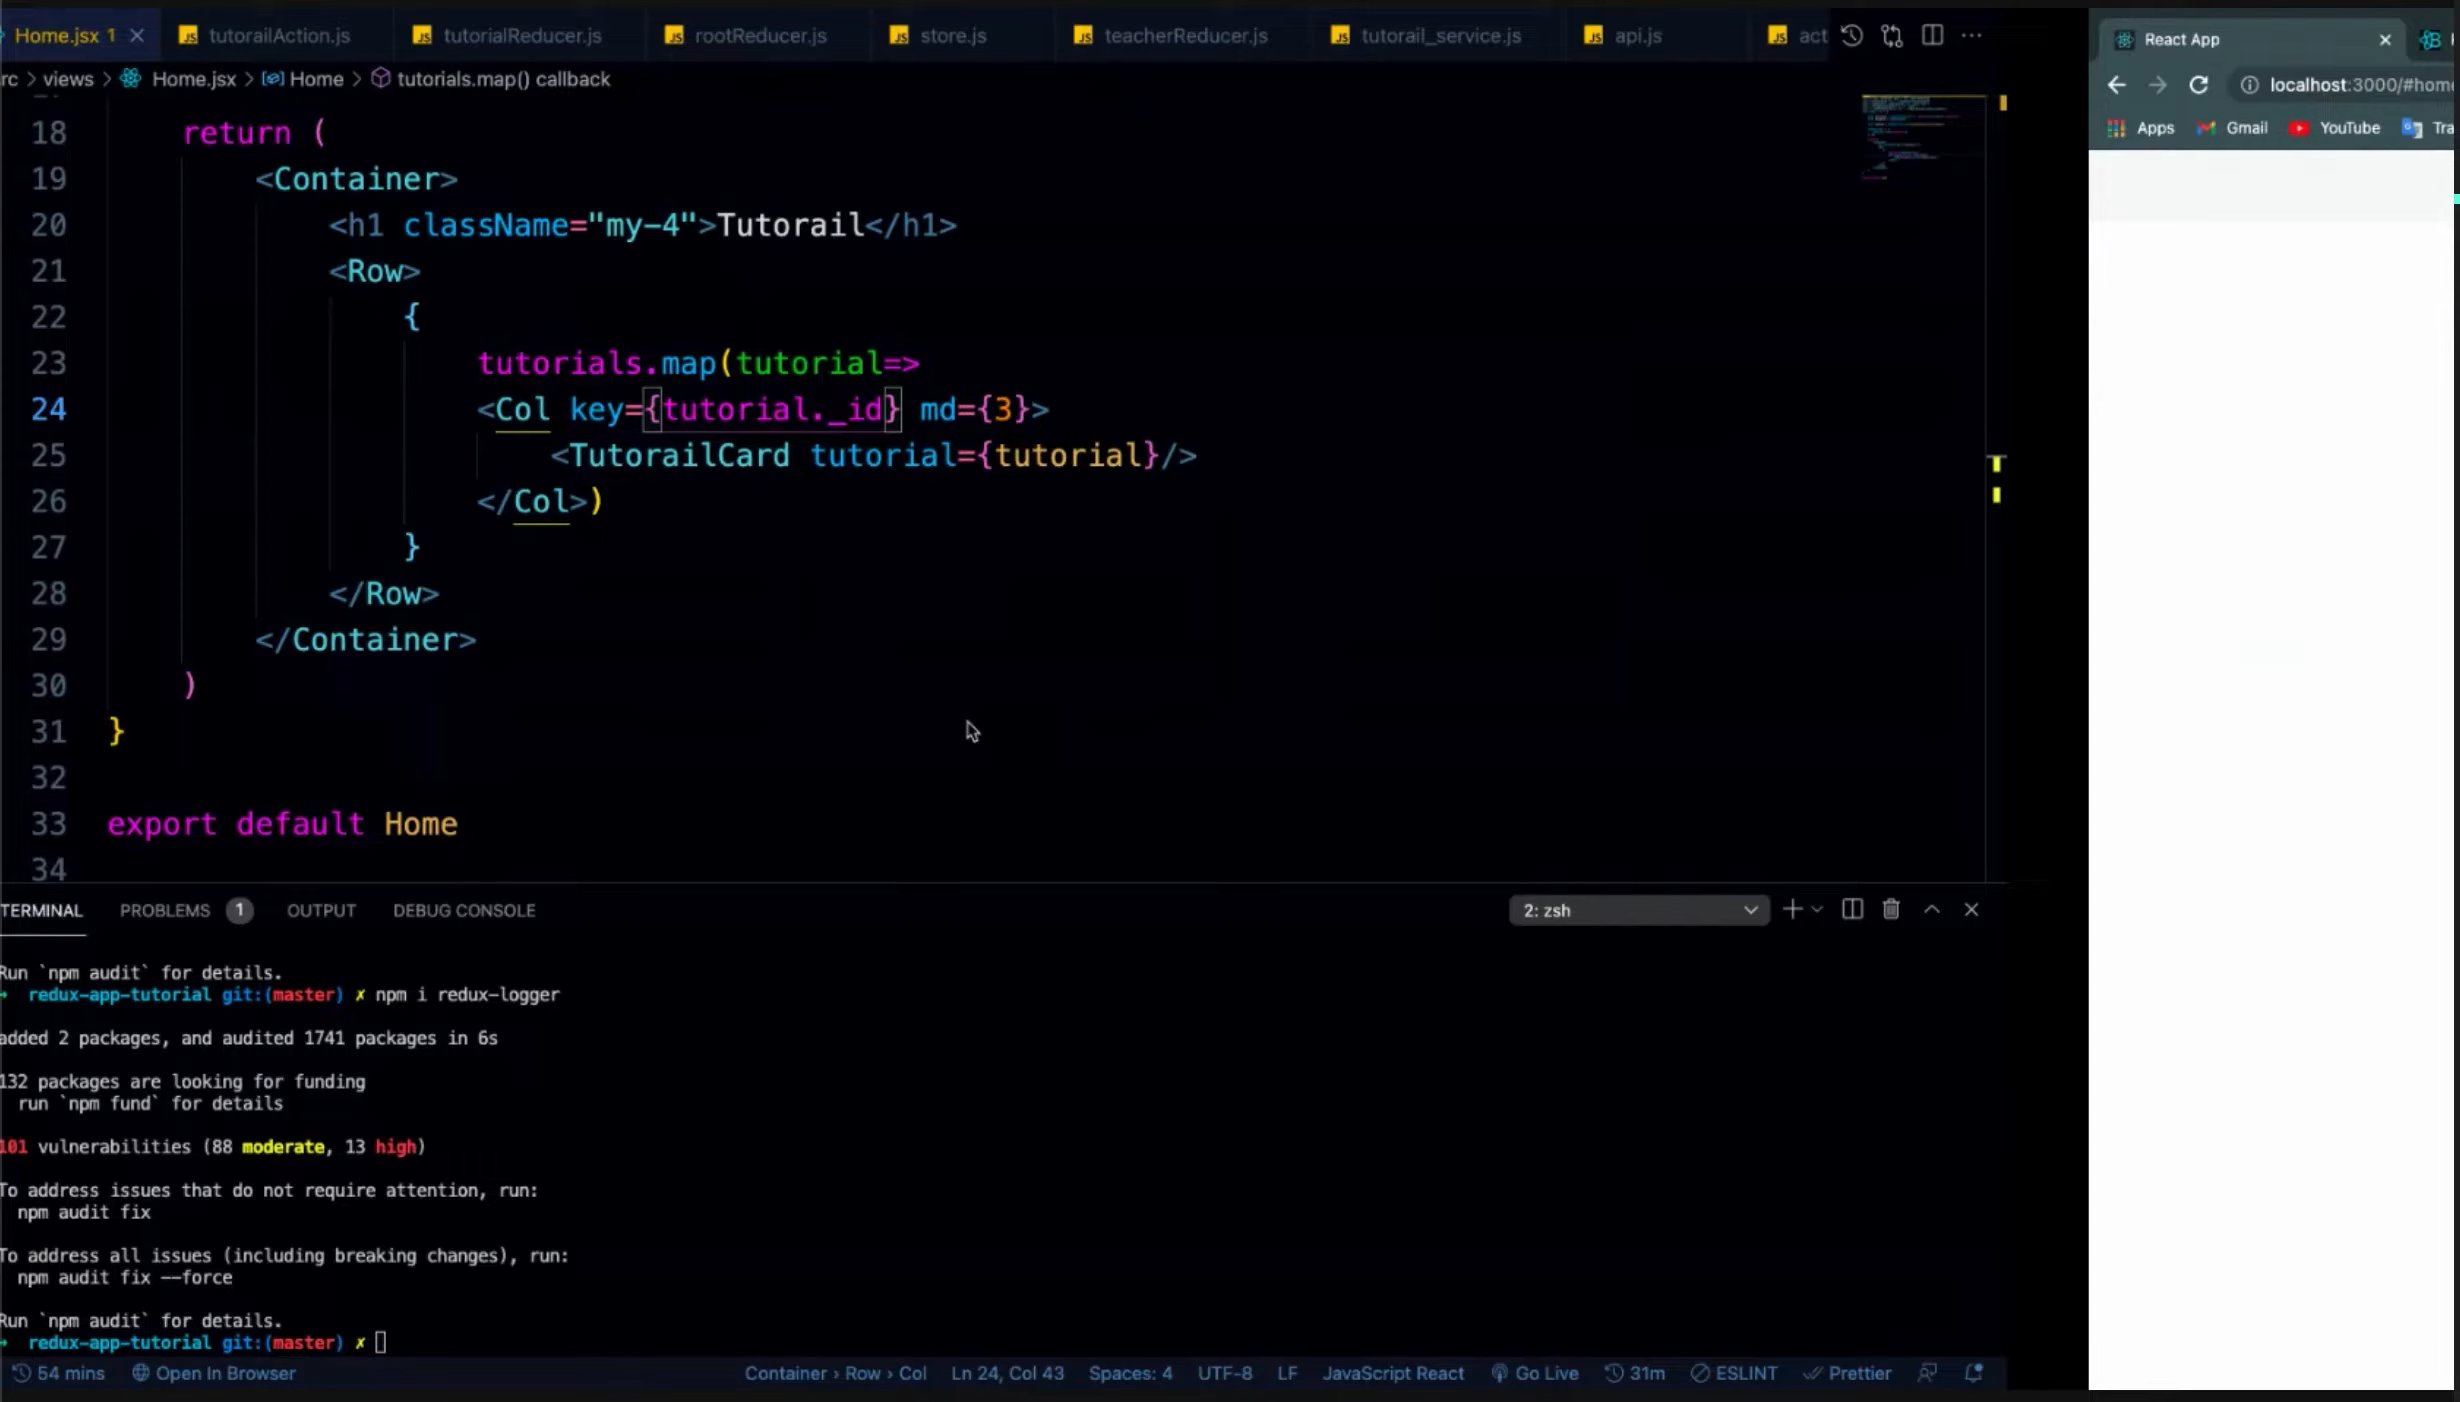 Home.jsx 1
tutorailAction.js
tutorialReducer.js
rootReducer.js
store.js
teacherReducer.js
tutorail_service.js
api.js
act
rc > views > Home.jsx > Home > tutorials.map() callback
18 return (
19 <Container>
20 <h1 className="my-4">Tutorail</h1>
21 <Row>
22 {
23 tutorials.map(tutorial=>
24 <Col key={tutorial._id} md={3}>
25 <TutorailCard tutorial={tutorial}/>
26 </Col>)
27 }
28 </Row>
29 </Container>
30 )
31 }
32
33 export default Home
34
TERMINAL PROBLEMS 1 OUTPUT DEBUG CONSOLE
2: zsh
Run `npm audit` for details.
redux-app-tutorial git:(master) ✗ npm i redux-logger
added 2 packages, and audited 1741 packages in 6s
132 packages are looking for funding
run `npm fund` for details
101 vulnerabilities (88 moderate, 13 high)
To address issues that do not require attention, run:
npm audit fix
To address all issues (including breaking changes), run:
npm audit fix --force
Run `npm audit` for details.
redux-app-tutorial git:(master) ✗
54 mins Open In Browser Container › Row › Col Ln 24, Col 43 Spaces: 4 UTF-8 LF JavaScript React Go Live 31m ESLINT Prettier
React App
localhost:3000/#hom
Apps Gmail YouTube Tra